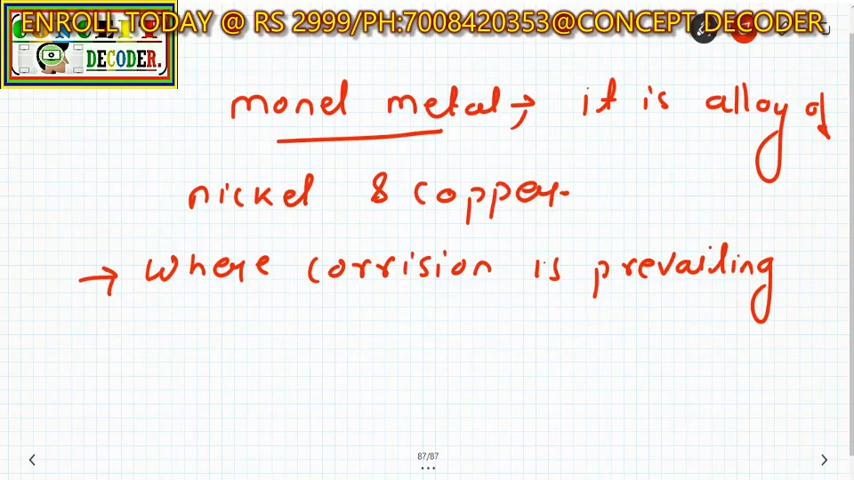 ENROLL TODAY @ RS 2999/PH:7008420353@CONCEPT DECODER
DECODER.
monel metal → it is alloy of
nickel & copper.
→ where corrision is prevailing
87/87